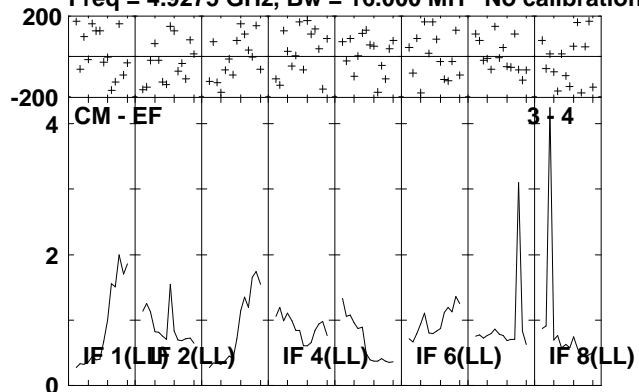 Freq = 4.9275 GHz, Bw = 16.000 MH No calibration
200
-200
CM - EF 3 - 4
4
2
IF 1(LL) IF 2(LL) IF 4(LL) IF 6(LL) IF 8(LL)
0